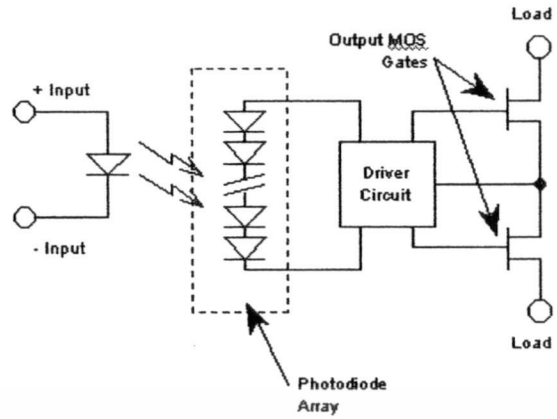 Load
Output MOS
Gates
+ Input
Driver
Circuit
- Input
Load
Photodiode
Array